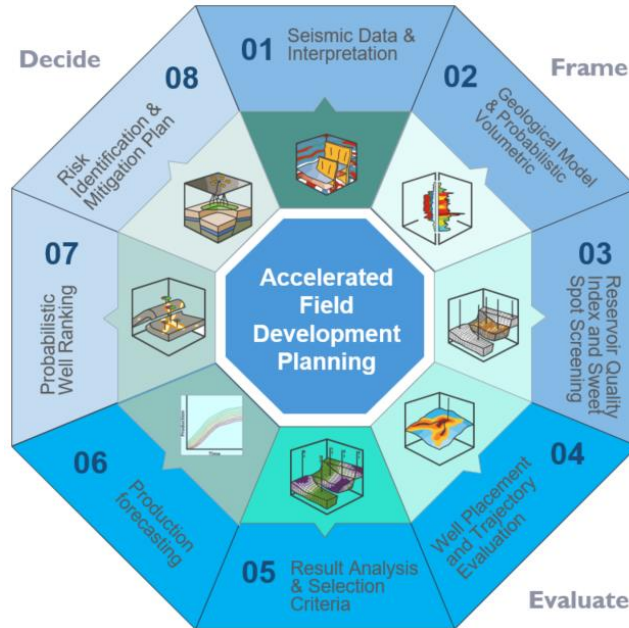 Decide
Frame
Evaluate
01
Seismic Data &
Interpretation
02
Geological Model
& Probabilistic
Volumetric
03
Reservoir Quality
Index and Sweet
Spot Screening
04
Well Placement
and Trajectory
Evaluation
05
Result Analysis
& Selection
Criteria
06
Production
forecasting
07
Probabilistic
Well Ranking
08
Risk
Identification &
Mitigation Plan
Accelerated
Field
Development
Planning
Production
Time